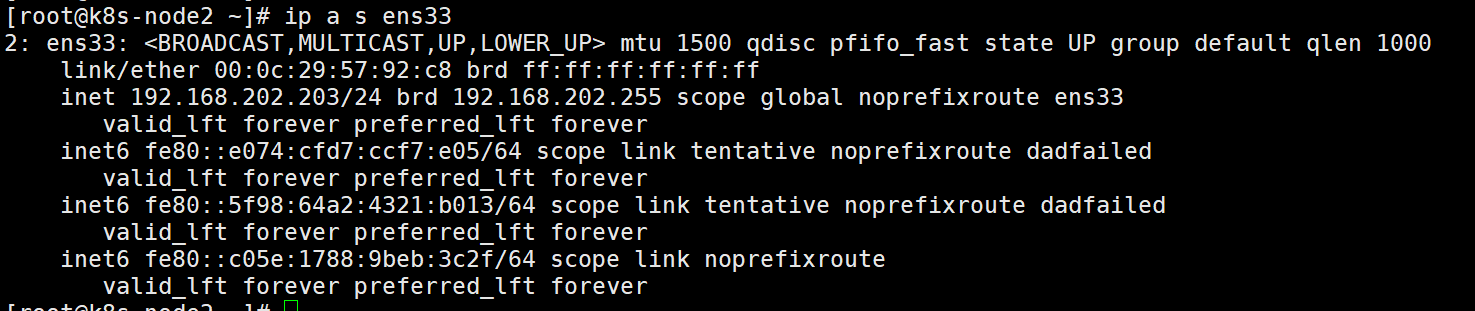 [root@k8s-node2 ~]# ip a s ens33
2: ens33: <BROADCAST,MULTICAST,UP,LOWER_UP> mtu 1500 qdisc pfifo_fast state UP group default qlen 1000
link/ether 00:0c:29:57:92:c8 brd ff:ff:ff:ff:ff:ff
inet 192.168.202.203/24 brd 192.168.202.255 scope global noprefixroute ens33
valid_lft forever preferred_lft forever
inet6 fe80::e074:cfd7:ccf7:e05/64 scope link tentative noprefixroute dadfailed
valid_lft forever preferred_lft forever
inet6 fe80::5f98:64a2:4321:b013/64 scope link tentative noprefixroute dadfailed
valid_lft forever preferred_lft forever
inet6 fe80::c05e:1788:9beb:3c2f/64 scope link noprefixroute
valid_lft forever preferred_lft forever
[root@k8s-node2 ~]#